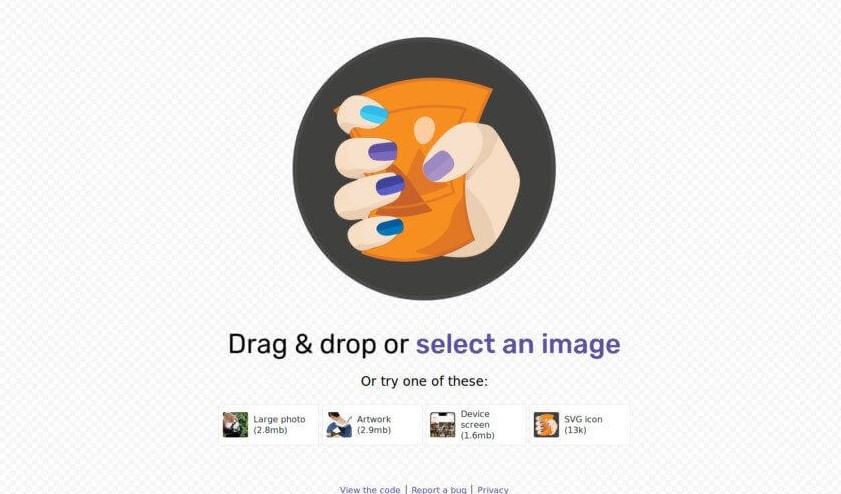 Drag & drop or select an image
Or try one of these:
Large photo
(2.8mb)
Artwork
(2.9mb)
Device
screen
(1.6mb)
SVG icon
(13k)
View the code | Report a bug | Privacy